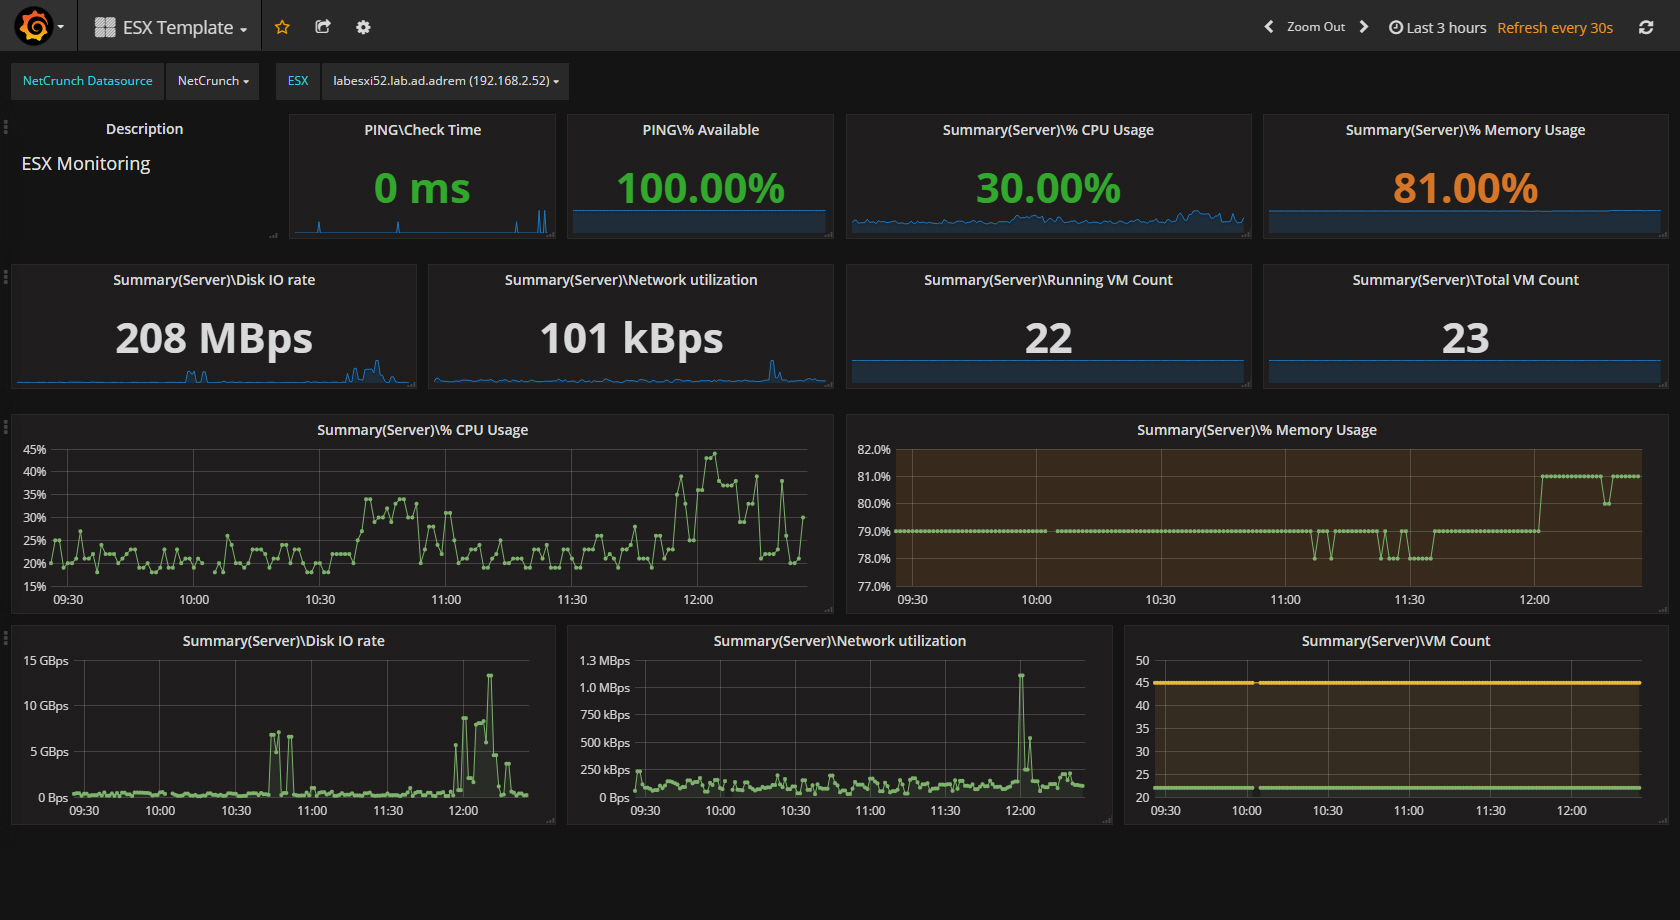 ESX Template
Zoom Out
Last 3 hours
Refresh every 30s
NetCrunch Datasource
NetCrunch
ESX
labesxi52.lab.ad.adrem (192.168.2.52)
Description
ESX Monitoring
PING\Check Time
0 ms
PING\% Available
100.00%
Summary(Server)\% CPU Usage
30.00%
Summary(Server)\% Memory Usage
81.00%
Summary(Server)\Disk IO rate
208 MBps
Summary(Server)\Network utilization
101 kBps
Summary(Server)\Running VM Count
22
Summary(Server)\Total VM Count
23
Summary(Server)\% CPU Usage
45%
40%
35%
30%
25%
20%
15%
09:30 10:00 10:30 11:00 11:30 12:00
Summary(Server)\% Memory Usage
82.0%
81.0%
80.0%
79.0%
78.0%
77.0%
09:30 10:00 10:30 11:00 11:30 12:00
Summary(Server)\Disk IO rate
15 GBps
10 GBps
5 GBps
0 Bps
09:30 10:00 10:30 11:00 11:30 12:00
Summary(Server)\Network utilization
1.3 MBps
1.0 MBps
750 kBps
500 kBps
250 kBps
0 Bps
09:30 10:00 10:30 11:00 11:30 12:00
Summary(Server)\VM Count
50
45
40
35
30
25
20
09:30 10:00 10:30 11:00 11:30 12:00